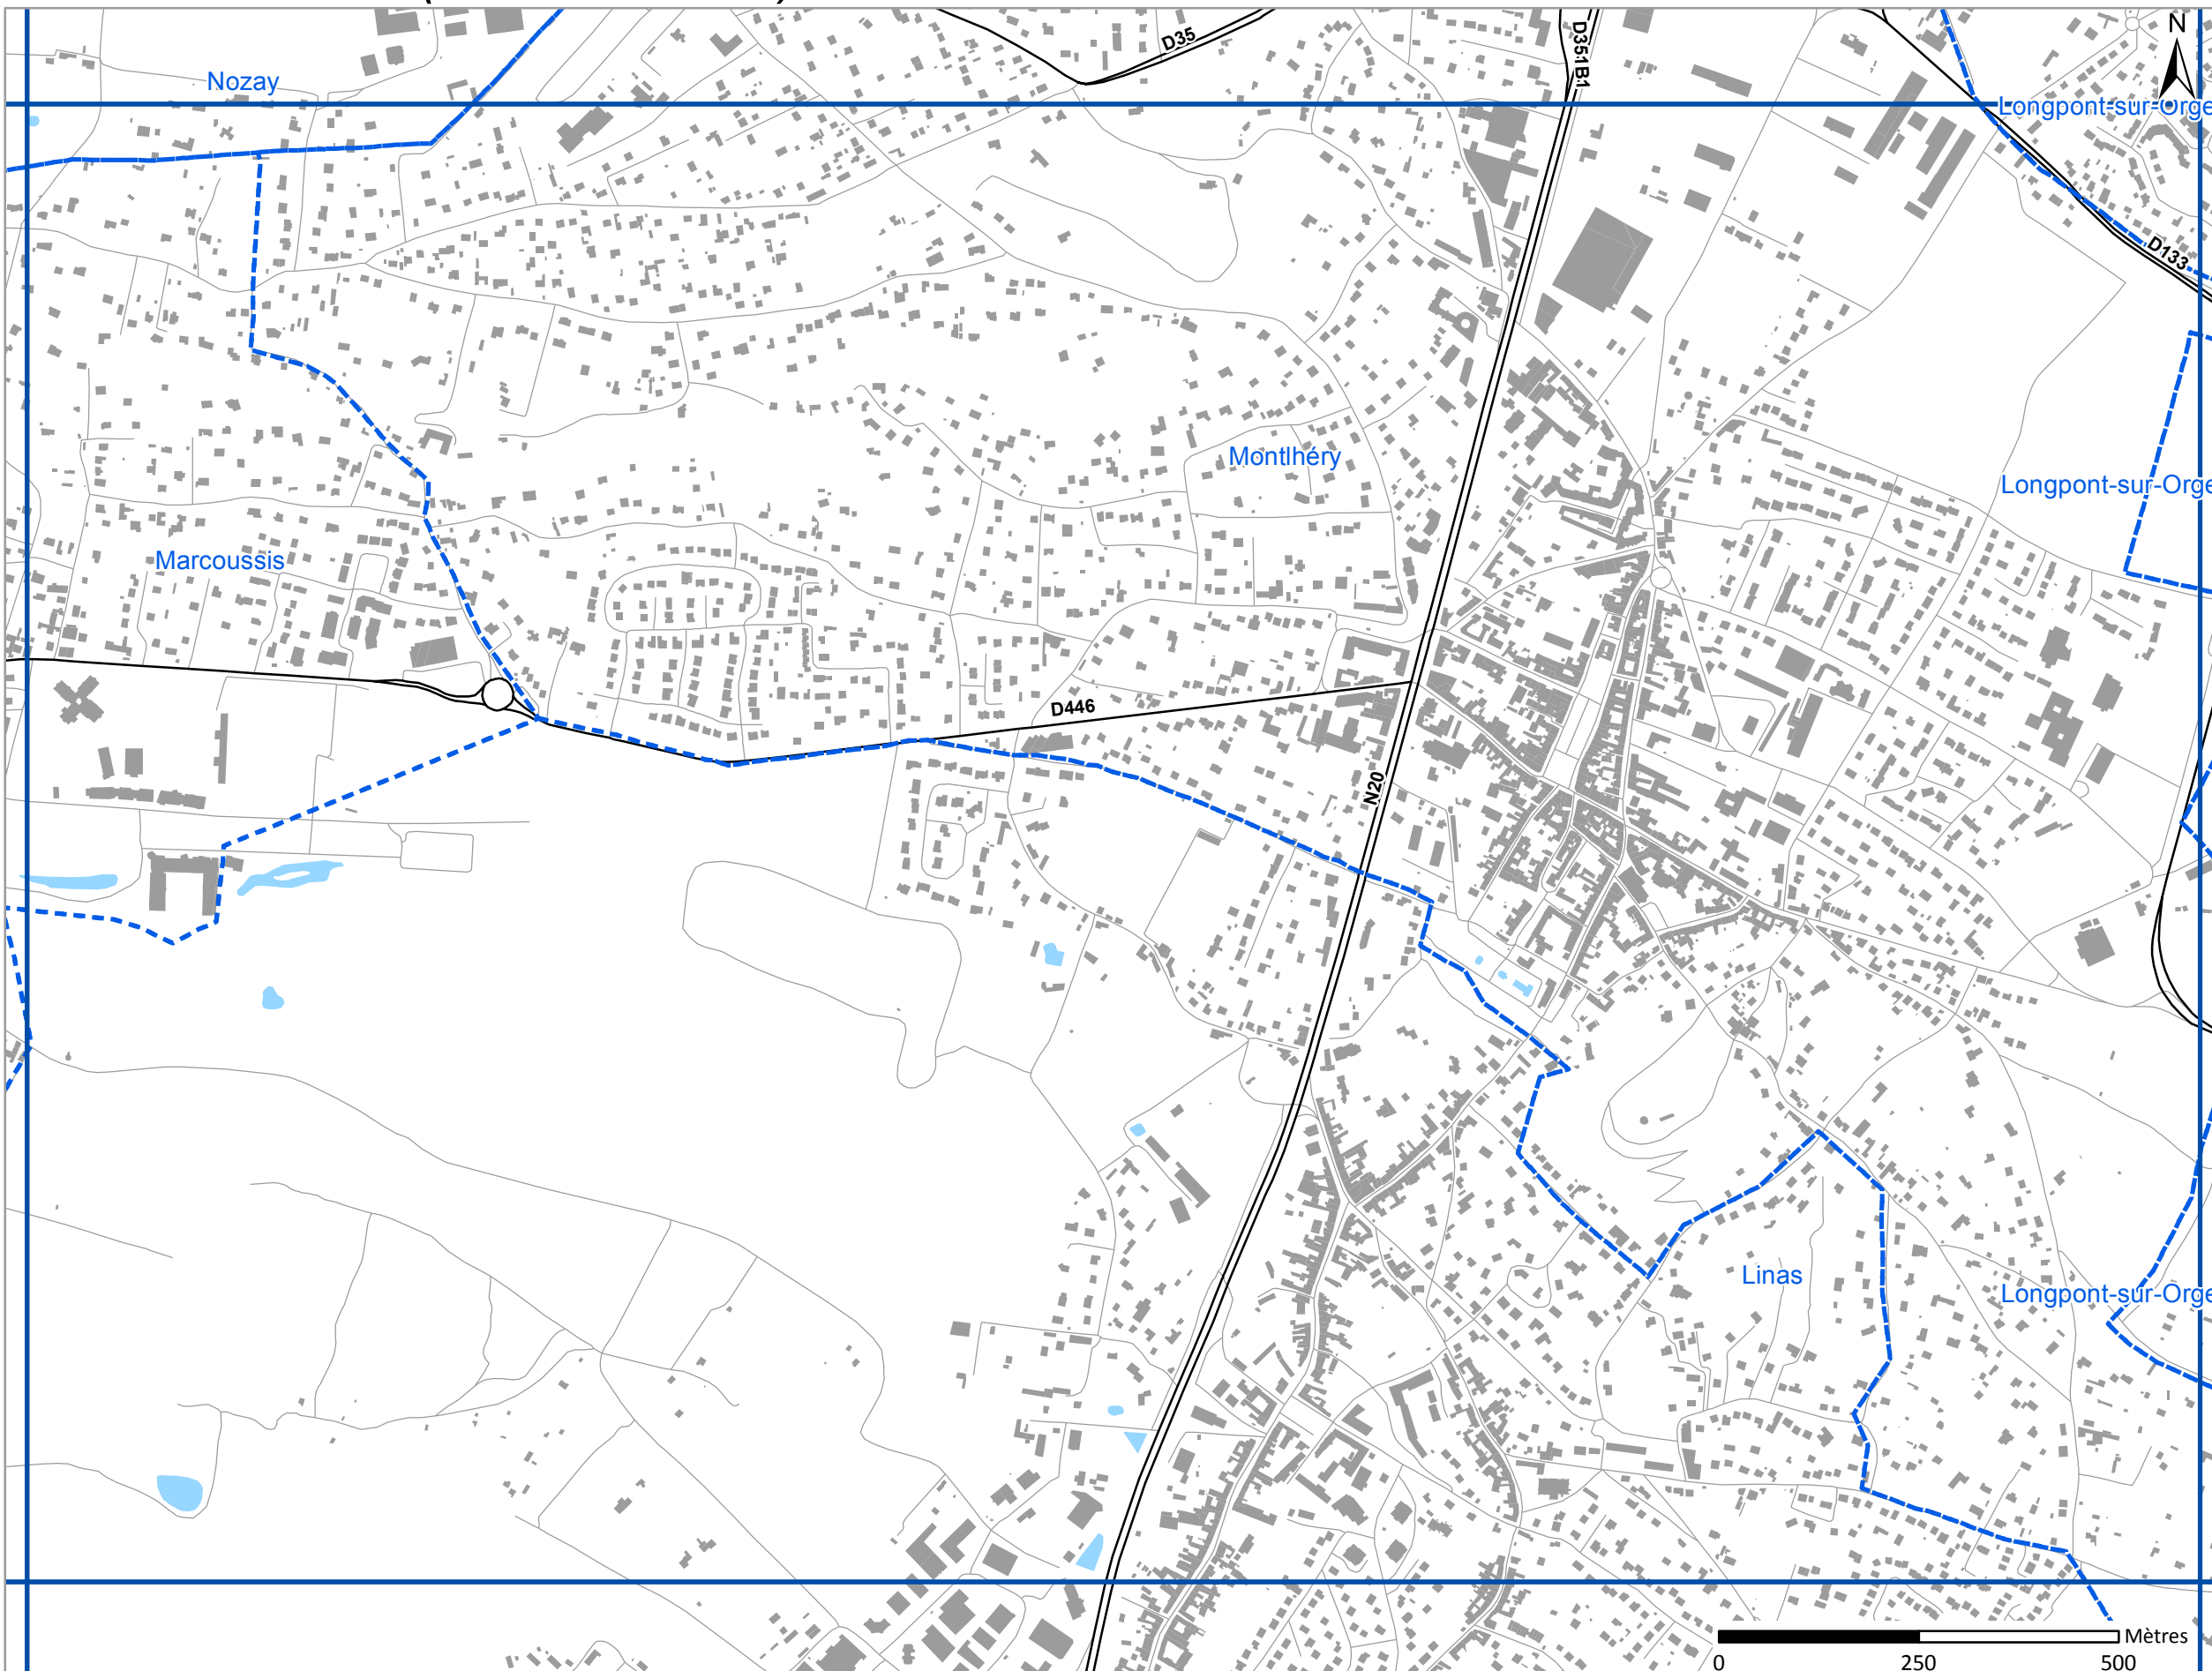 N
D35
D351B1
Nozay
Longpont-sur-Orge
D133
Montlhéry
Longpont-sur-Orge
Marcoussis
D446
N20
Linas
Longpont-sur-Orge
Mètres
0 250 500